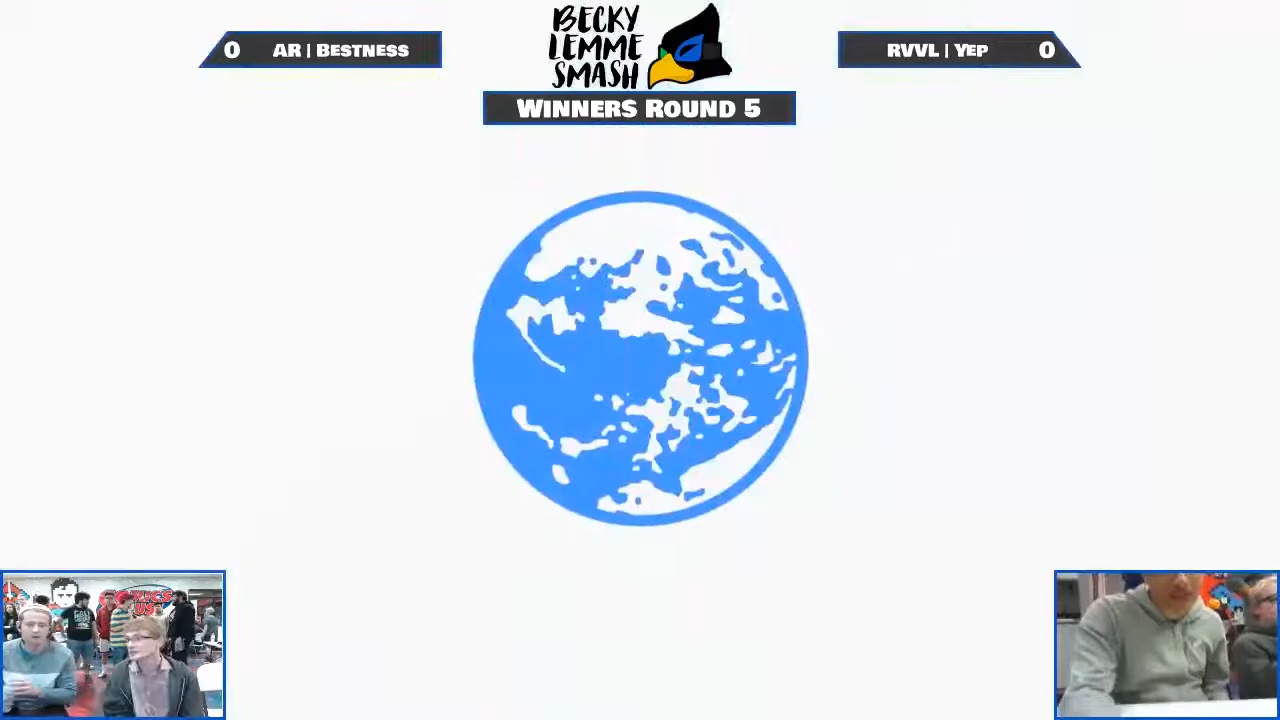 0 AR | Bestness
BECKY
LEMME
SMASH
RVVL | Yep 0
Winners Round 5